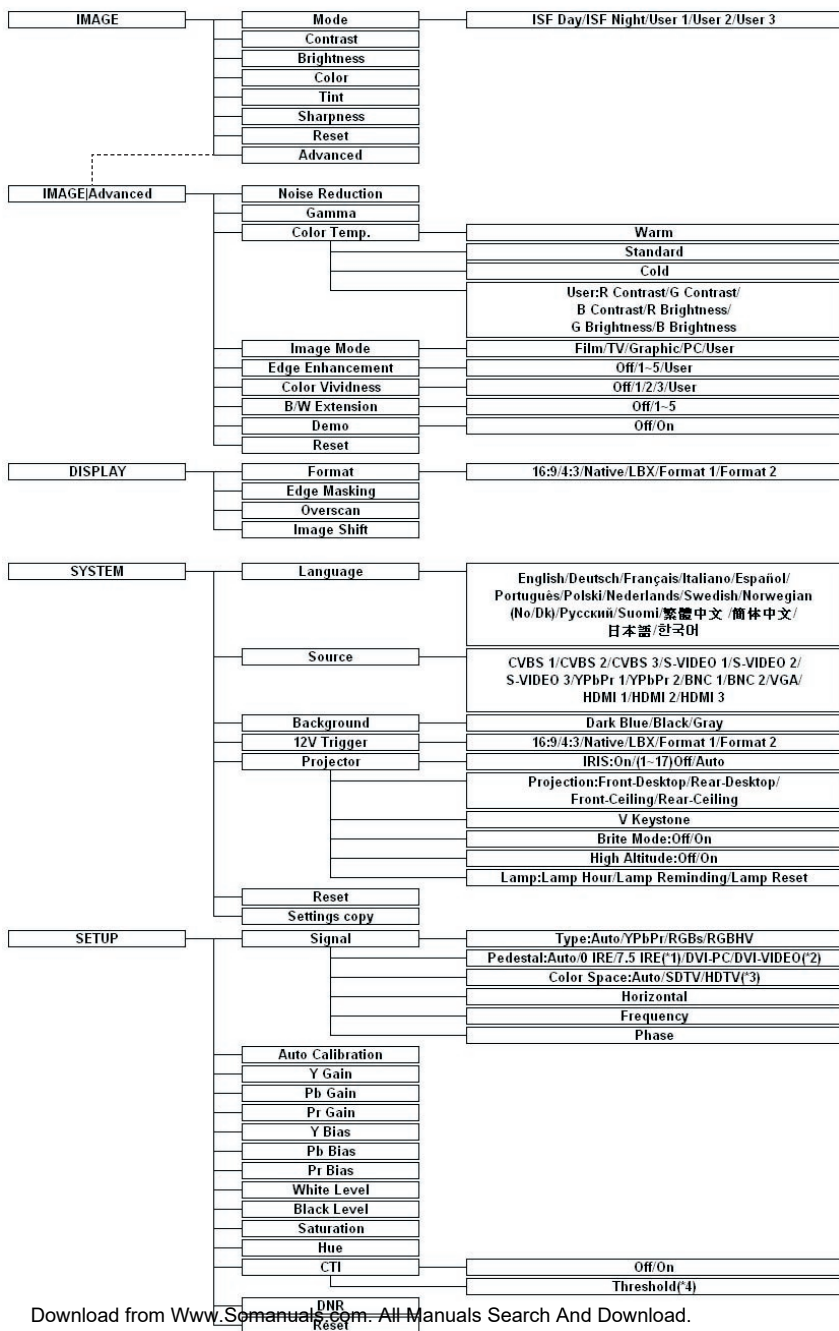 IMAGE
Mode
ISF Day/ISF Night/User 1/User 2/User 3
Contrast
Brightness
Color
Tint
Sharpness
Reset
Advanced
IMAGE|Advanced
Noise Reduction
Gamma
Color Temp.
Warm
Standard
Cold
User:R Contrast/G Contrast/
B Contrast/R Brightness/
G Brightness/B Brightness
Image Mode
Film/TV/Graphic/PC/User
Edge Enhancement
Off/1~5/User
Color Vividness
Off/1/2/3/User
B/W Extension
Off/1~5
Demo
Off/On
Reset
DISPLAY
Format
16:9/4:3/Native/LBX/Format 1/Format 2
Edge Masking
Overscan
Image Shift
SYSTEM
Language
English/Deutsch/Français/Italiano/Español/
Português/Polski/Nederlands/Swedish/Norwegian
(No/Dk)/Русский/Suomi/繁體中文 /簡体中文/
日本語/한국어
Source
CVBS 1/CVBS 2/CVBS 3/S-VIDEO 1/S-VIDEO 2/
S-VIDEO 3/YPbPr 1/YPbPr 2/BNC 1/BNC 2/VGA/
HDMI 1/HDMI 2/HDMI 3
Background
Dark Blue/Black/Gray
12V Trigger
16:9/4:3/Native/LBX/Format 1/Format 2
Projector
IRIS:On/(1~17)Off/Auto
Projection:Front-Desktop/Rear-Desktop/
Front-Ceiling/Rear-Ceiling
V Keystone
Brite Mode:Off/On
High Altitude:Off/On
Lamp:Lamp Hour/Lamp Reminding/Lamp Reset
Reset
Settings copy
SETUP
Signal
Type:Auto/YPbPr/RGBs/RGBHV
Pedestal:Auto/0 IRE/7.5 IRE(*1)/DVI-PC/DVI-VIDEO(*2)
Color Space:Auto/SDTV/HDTV(*3)
Horizontal
Frequency
Phase
Auto Calibration
Y Gain
Pb Gain
Pr Gain
Y Bias
Pb Bias
Pr Bias
White Level
Black Level
Saturation
Hue
CTI
Off/On
Threshold(*4)
DNR
Download from Www.Somanuals.com. All Manuals Search And Download.
Reset